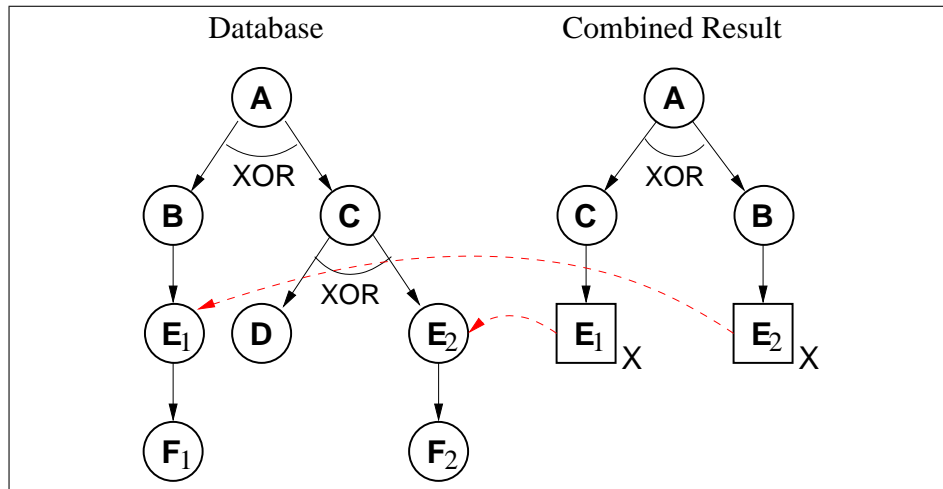 Database Combined Result
A A
XOR XOR
B C C B
XOR
E1 D E2 E1 X E2 X
F1 F2